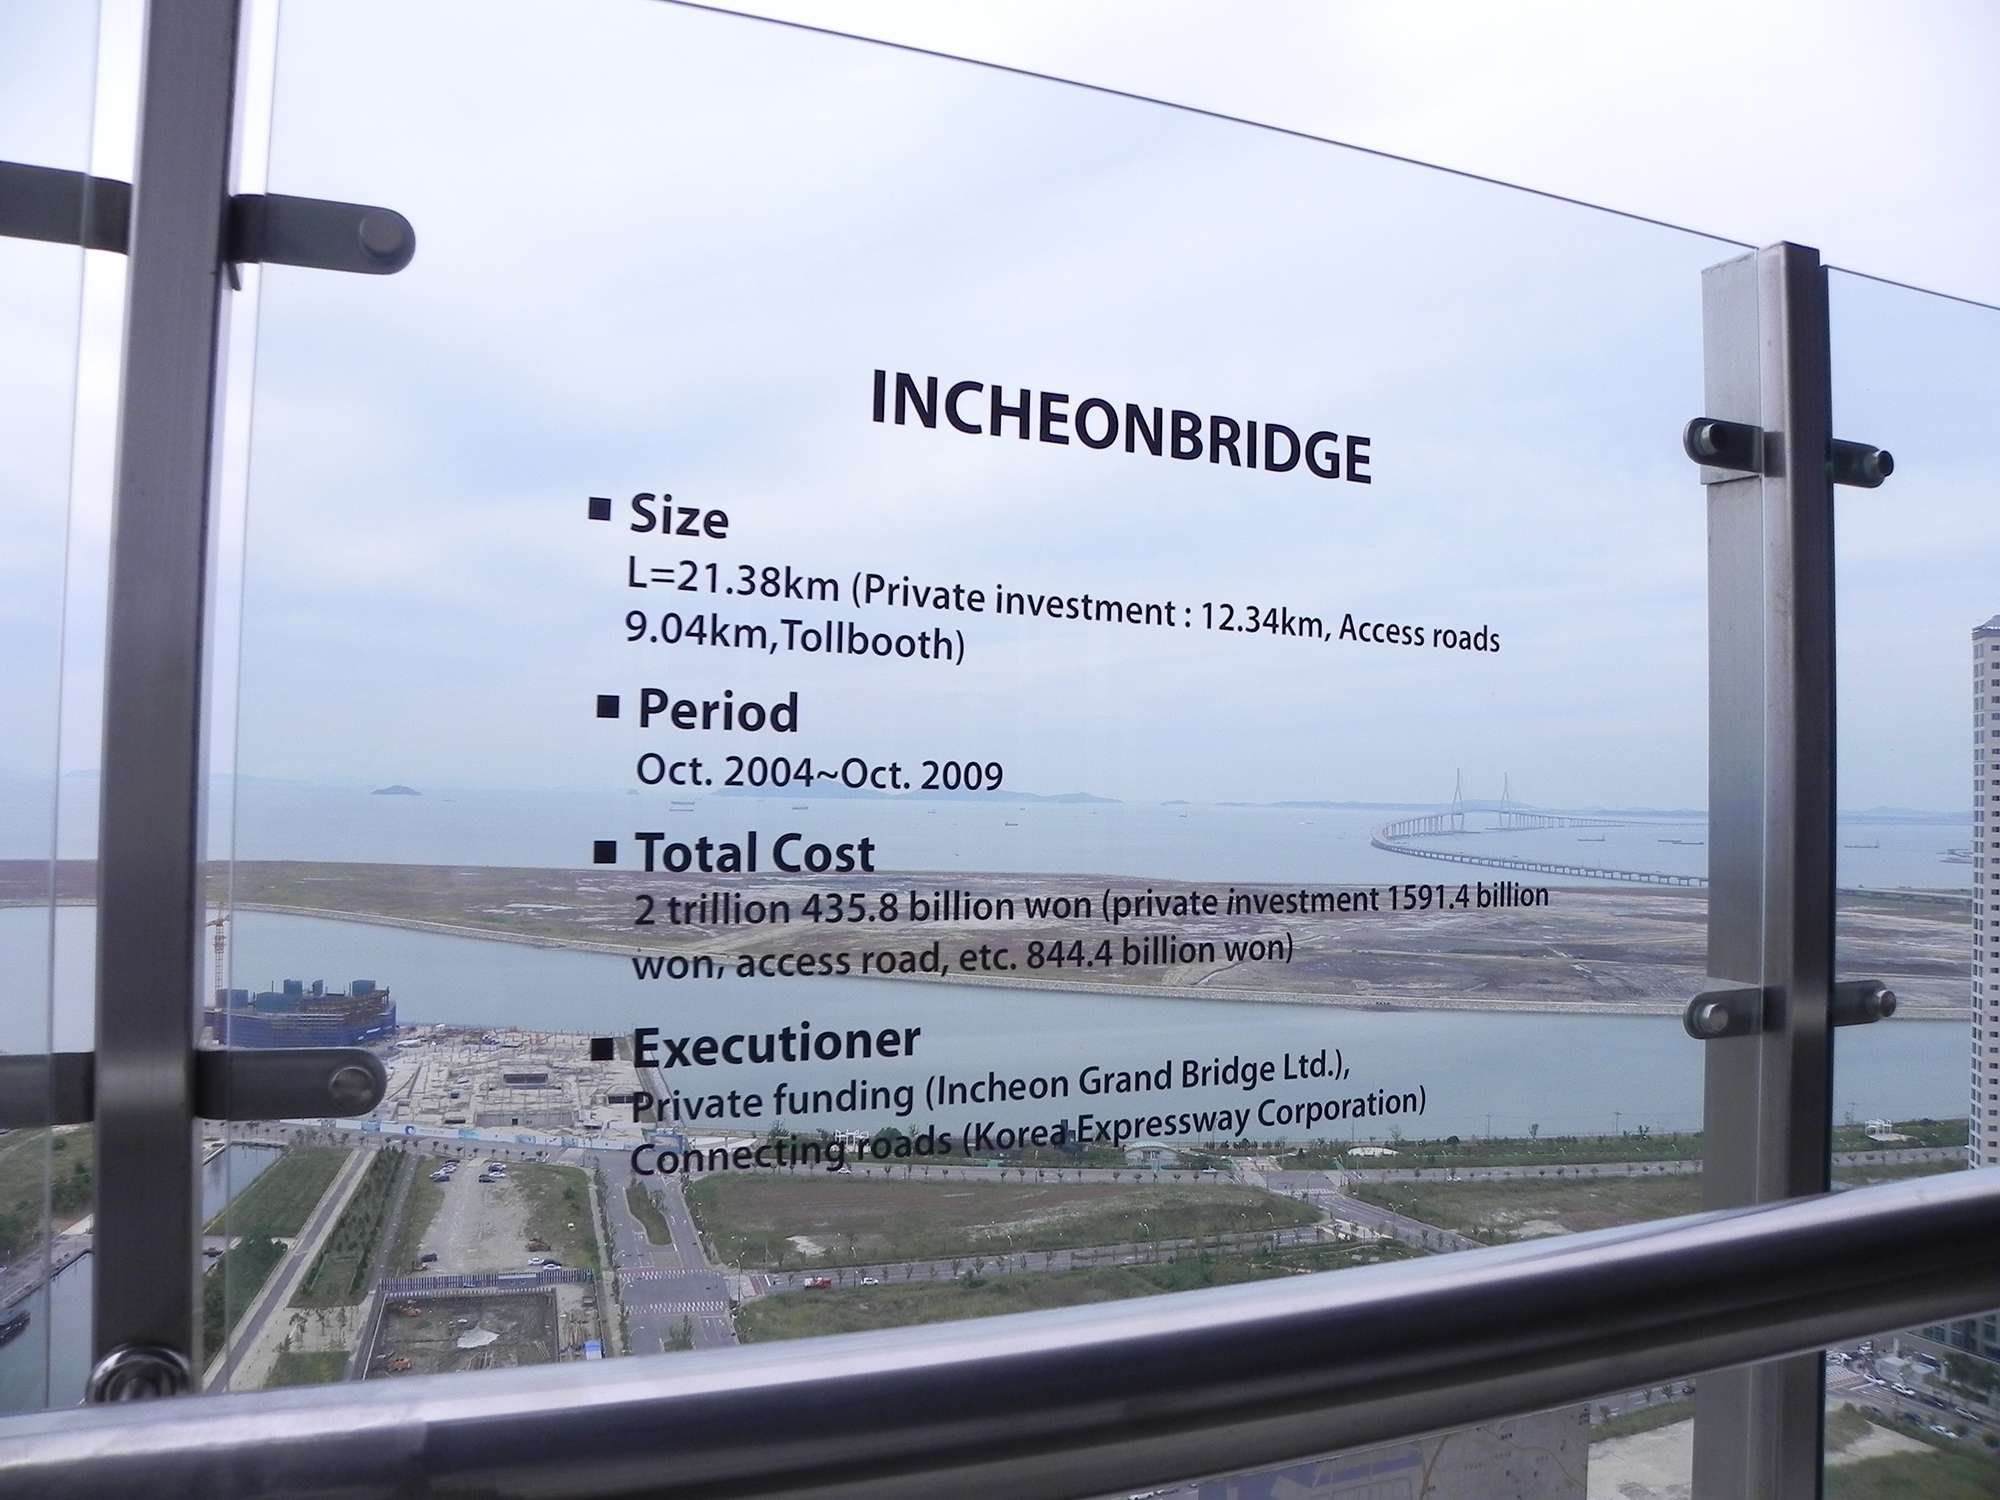 INCHEONBRIDGE
■ Size
L=21.38km (Private investment : 12.34km, Access roads
9.04km,Tollbooth)
■ Period
Oct. 2004~Oct. 2009
■ Total Cost
2 trillion 435.8 billion won (private investment 1591.4 billion
won, access road, etc. 844.4 billion won)
■ Executioner
Private funding (Incheon Grand Bridge Ltd.),
Connecting roads (Korea Expressway Corporation)